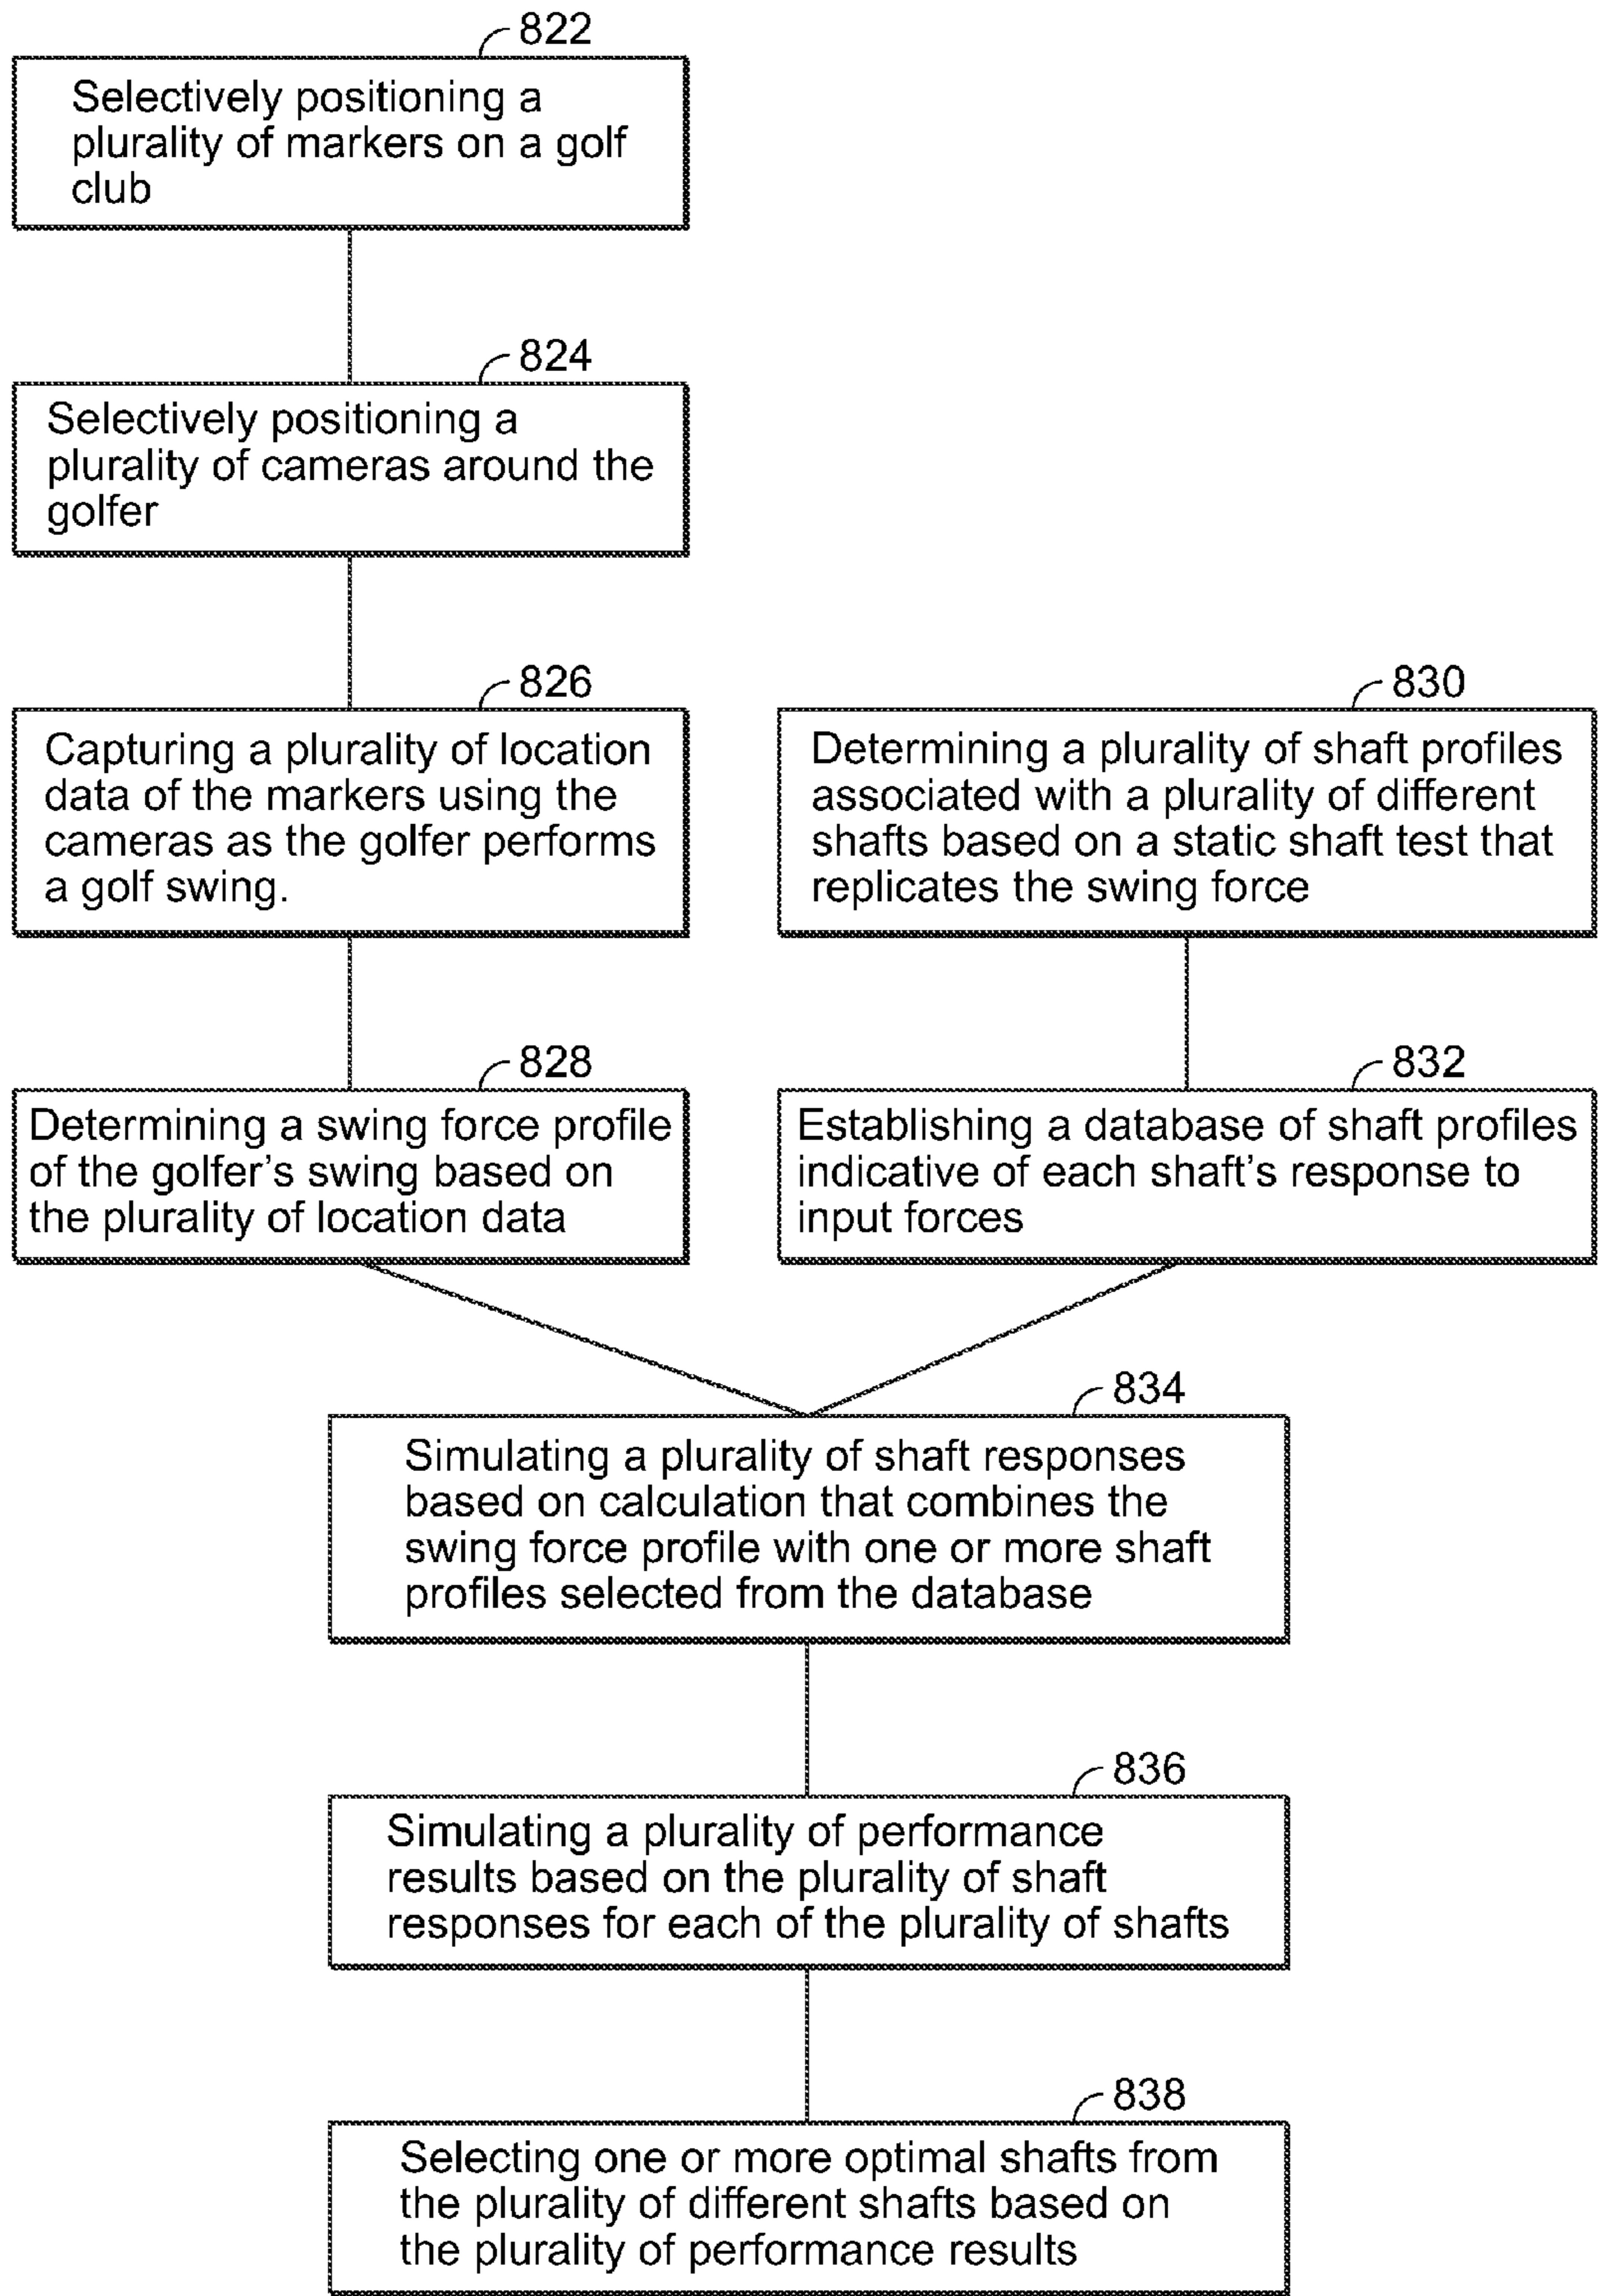 822
Selectively positioning a
plurality of markers on a golf
club
824
Selectively positioning a
plurality of cameras around the
golfer
826
Capturing a plurality of location
data of the markers using the
cameras as the golfer performs
a golf swing.
830
Determining a plurality of shaft profiles
associated with a plurality of different
shafts based on a static shaft test that
replicates the swing force
828
Determining a swing force profile
of the golfer's swing based on
the plurality of location data
832
Establishing a database of shaft profiles
indicative of each shaft's response to
input forces
834
Simulating a plurality of shaft responses
based on calculation that combines the
swing force profile with one or more shaft
profiles selected from the database
836
Simulating a plurality of performance
results based on the plurality of shaft
responses for each of the plurality of shafts
838
Selecting one or more optimal shafts from
the plurality of different shafts based on
the plurality of performance results